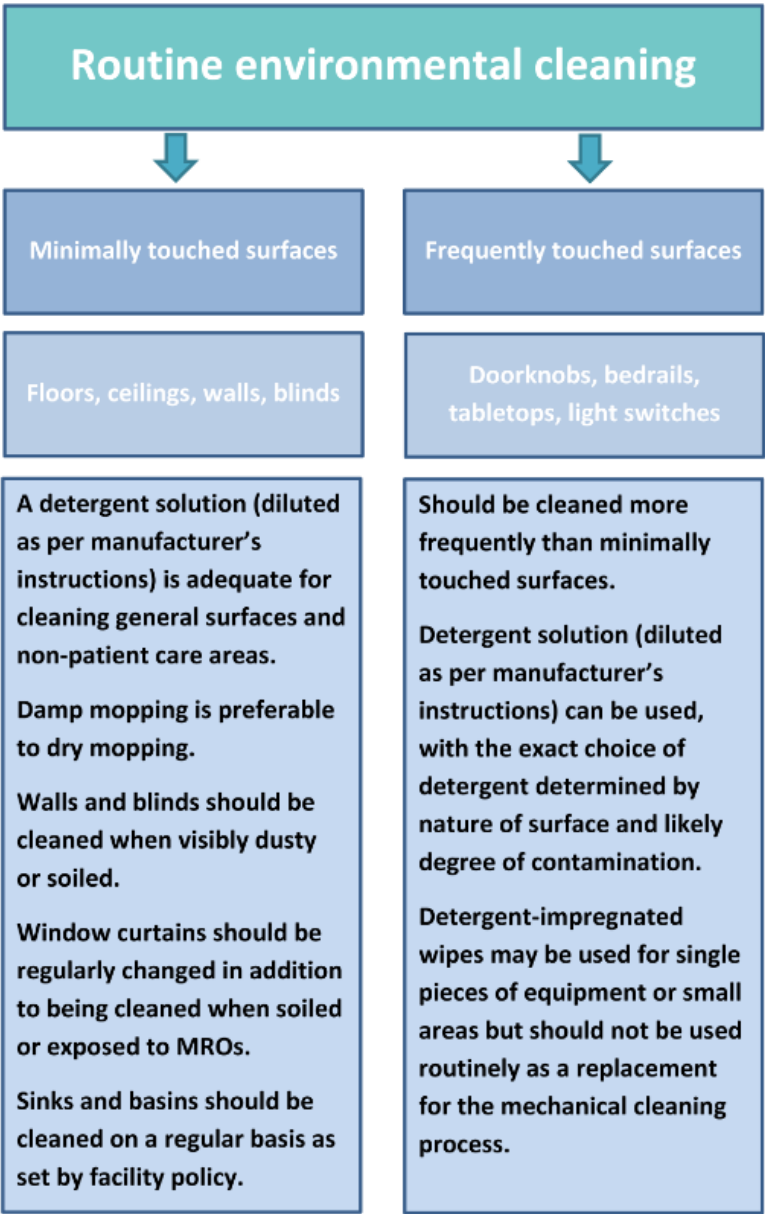 Routine environmental cleaning
Minimally touched surfaces
Floors, ceilings, walls, blinds
A detergent solution (diluted
as per manufacturer’s
instructions) is adequate for
cleaning general surfaces and
non-patient care areas.
Damp mopping is preferable
to dry mopping.
Walls and blinds should be
cleaned when visibly dusty
or soiled.
Window curtains should be
regularly changed in addition
to being cleaned when soiled
or exposed to MROs.
Sinks and basins should be
cleaned on a regular basis as
set by facility policy.
Frequently touched surfaces
Doorknobs, bedrails,
tabletops, light switches
Should be cleaned more
frequently than minimally
touched surfaces.
Detergent solution (diluted
as per manufacturer’s
instructions) can be used,
with the exact choice of
detergent determined by
nature of surface and likely
degree of contamination.
Detergent-impregnated
wipes may be used for single
pieces of equipment or small
areas but should not be used
routinely as a replacement
for the mechanical cleaning
process.